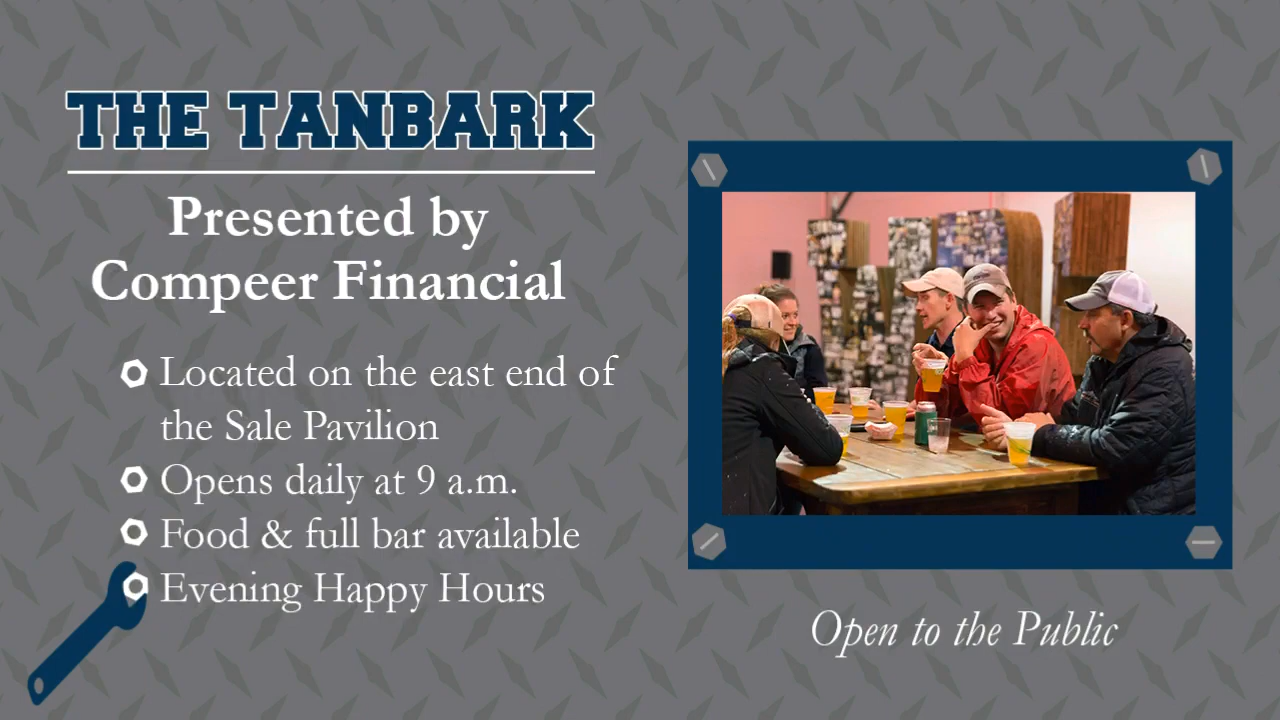 THE TANBARK
Presented by
Compeer Financial
Located on the east end of
the Sale Pavilion
Opens daily at 9 a.m.
Food & full bar available
Evening Happy Hours
Open to the Public